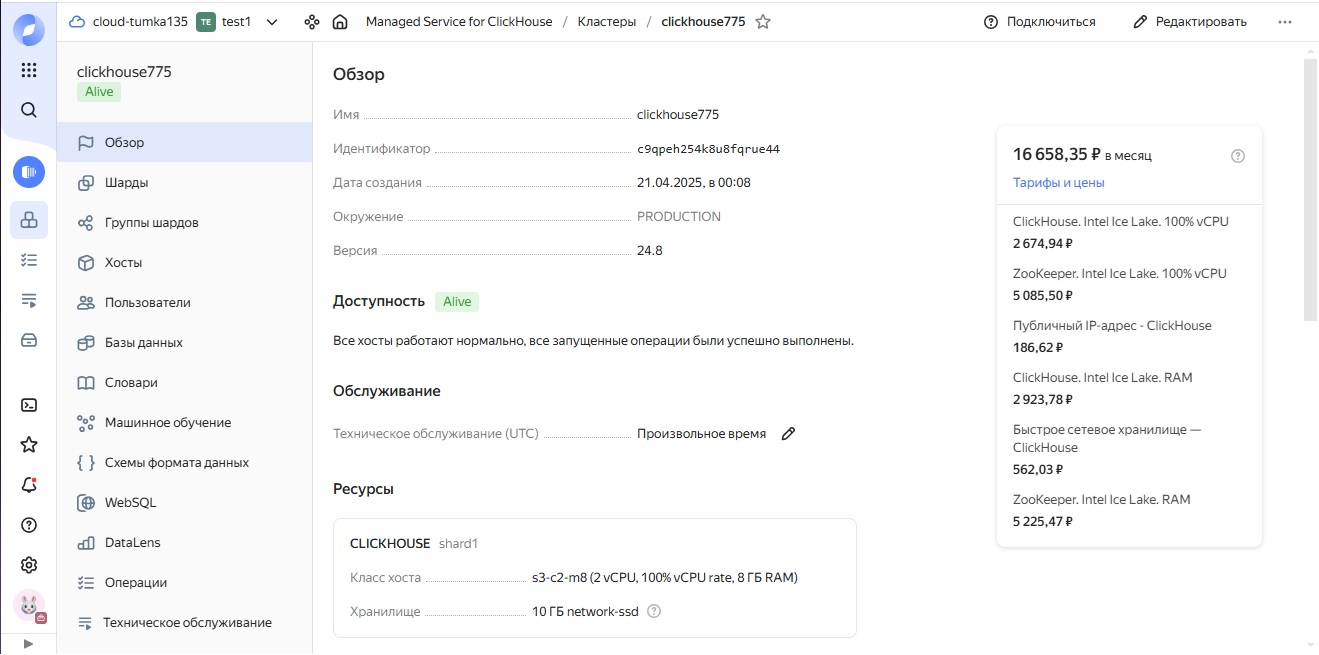 cloud-tumka135 TE test1
Managed Service for ClickHouse / Кластеры / clickhouse775
Подключиться
Редактировать
clickhouse775
Alive
Обзор
Шарды
Группы шардов
Хосты
Пользователи
Базы данных
Словари
Машинное обучение
Схемы формата данных
WebSQL
DataLens
Операции
Техническое обслуживание
Обзор
Имя clickhouse775
Идентификатор c9qpeh254k8u8fqrue44
Дата создания 21.04.2025, в 00:08
Окружение PRODUCTION
Версия 24.8
Доступность Alive
Все хосты работают нормально, все запущенные операции были успешно выполнены.
Обслуживание
Техническое обслуживание (UTC) Произвольное время
Ресурсы
CLICKHOUSE shard1
Класс хоста s3-c2-m8 (2 vCPU, 100% vCPU rate, 8 ГБ RAM)
Хранилище 10 ГБ network-ssd
16 658,35 ₽ в месяц
Тарифы и цены
ClickHouse. Intel Ice Lake. 100% vCPU
2 674,94 ₽
ZooKeeper. Intel Ice Lake. 100% vCPU
5 085,50 ₽
Публичный IP-адрес - ClickHouse
186,62 ₽
ClickHouse. Intel Ice Lake. RAM
2 923,78 ₽
Быстрое сетевое хранилище —
ClickHouse
562,03 ₽
ZooKeeper. Intel Ice Lake. RAM
5 225,47 ₽